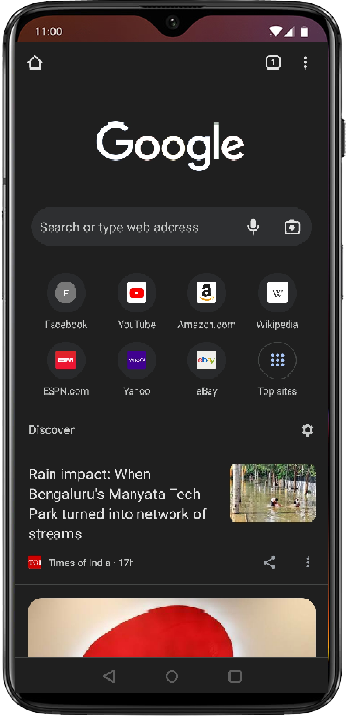 11:00
1
Google
Search or type web address
F
Facebook
YouTube
Amazon.com
W
Wikipedia
ESPN
ESPN.com
Yahoo
ebay
eBay
Top sites
Discover
Rain impact: When
Bengaluru's Manyata Tech
Park turned into network of
streams
TOI
Times of India · 17h